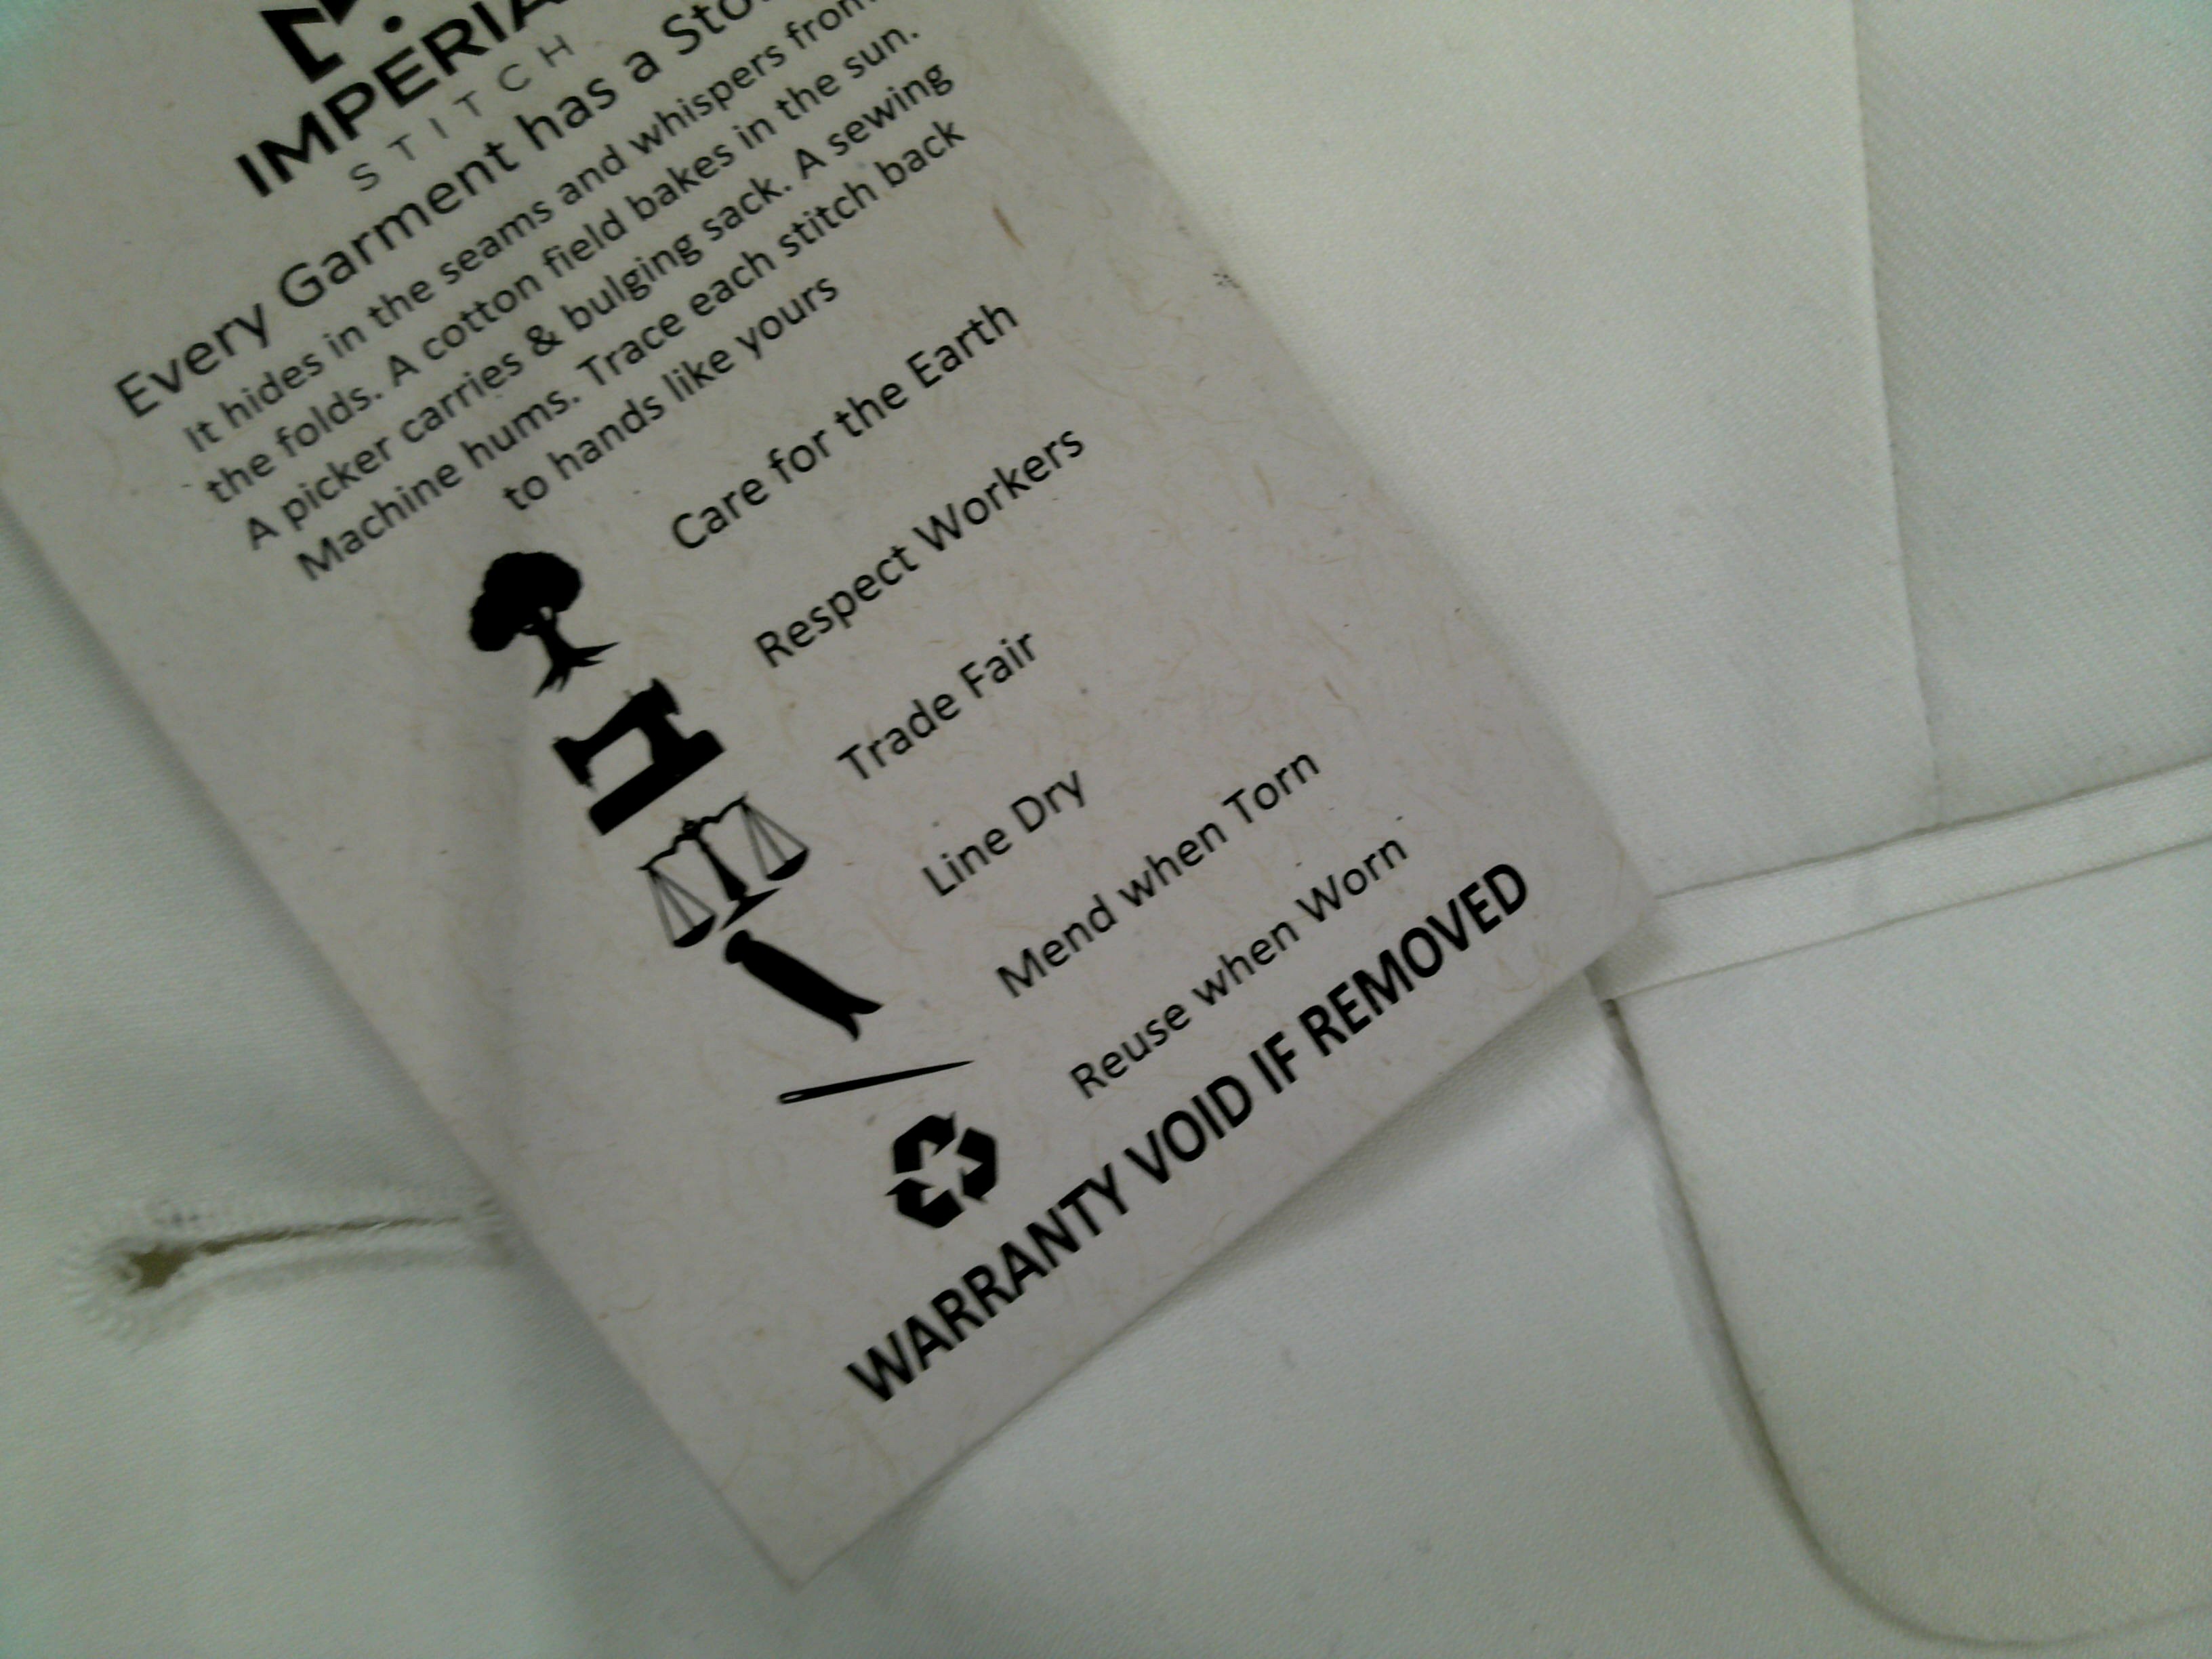 IMPERIA
STITCH
Every Garment has a Sto
It hides in the seams and whispers from
the folds. A cotton field bakes in the sun.
A picker carries & bulging sack. A sewing
Machine hums. Trace each stitch back
to hands like yours
Care for the Earth
Respect Workers
Trade Fair
Line Dry
Mend when Torn
Reuse when Worn
WARRANTY VOID IF REMOVED